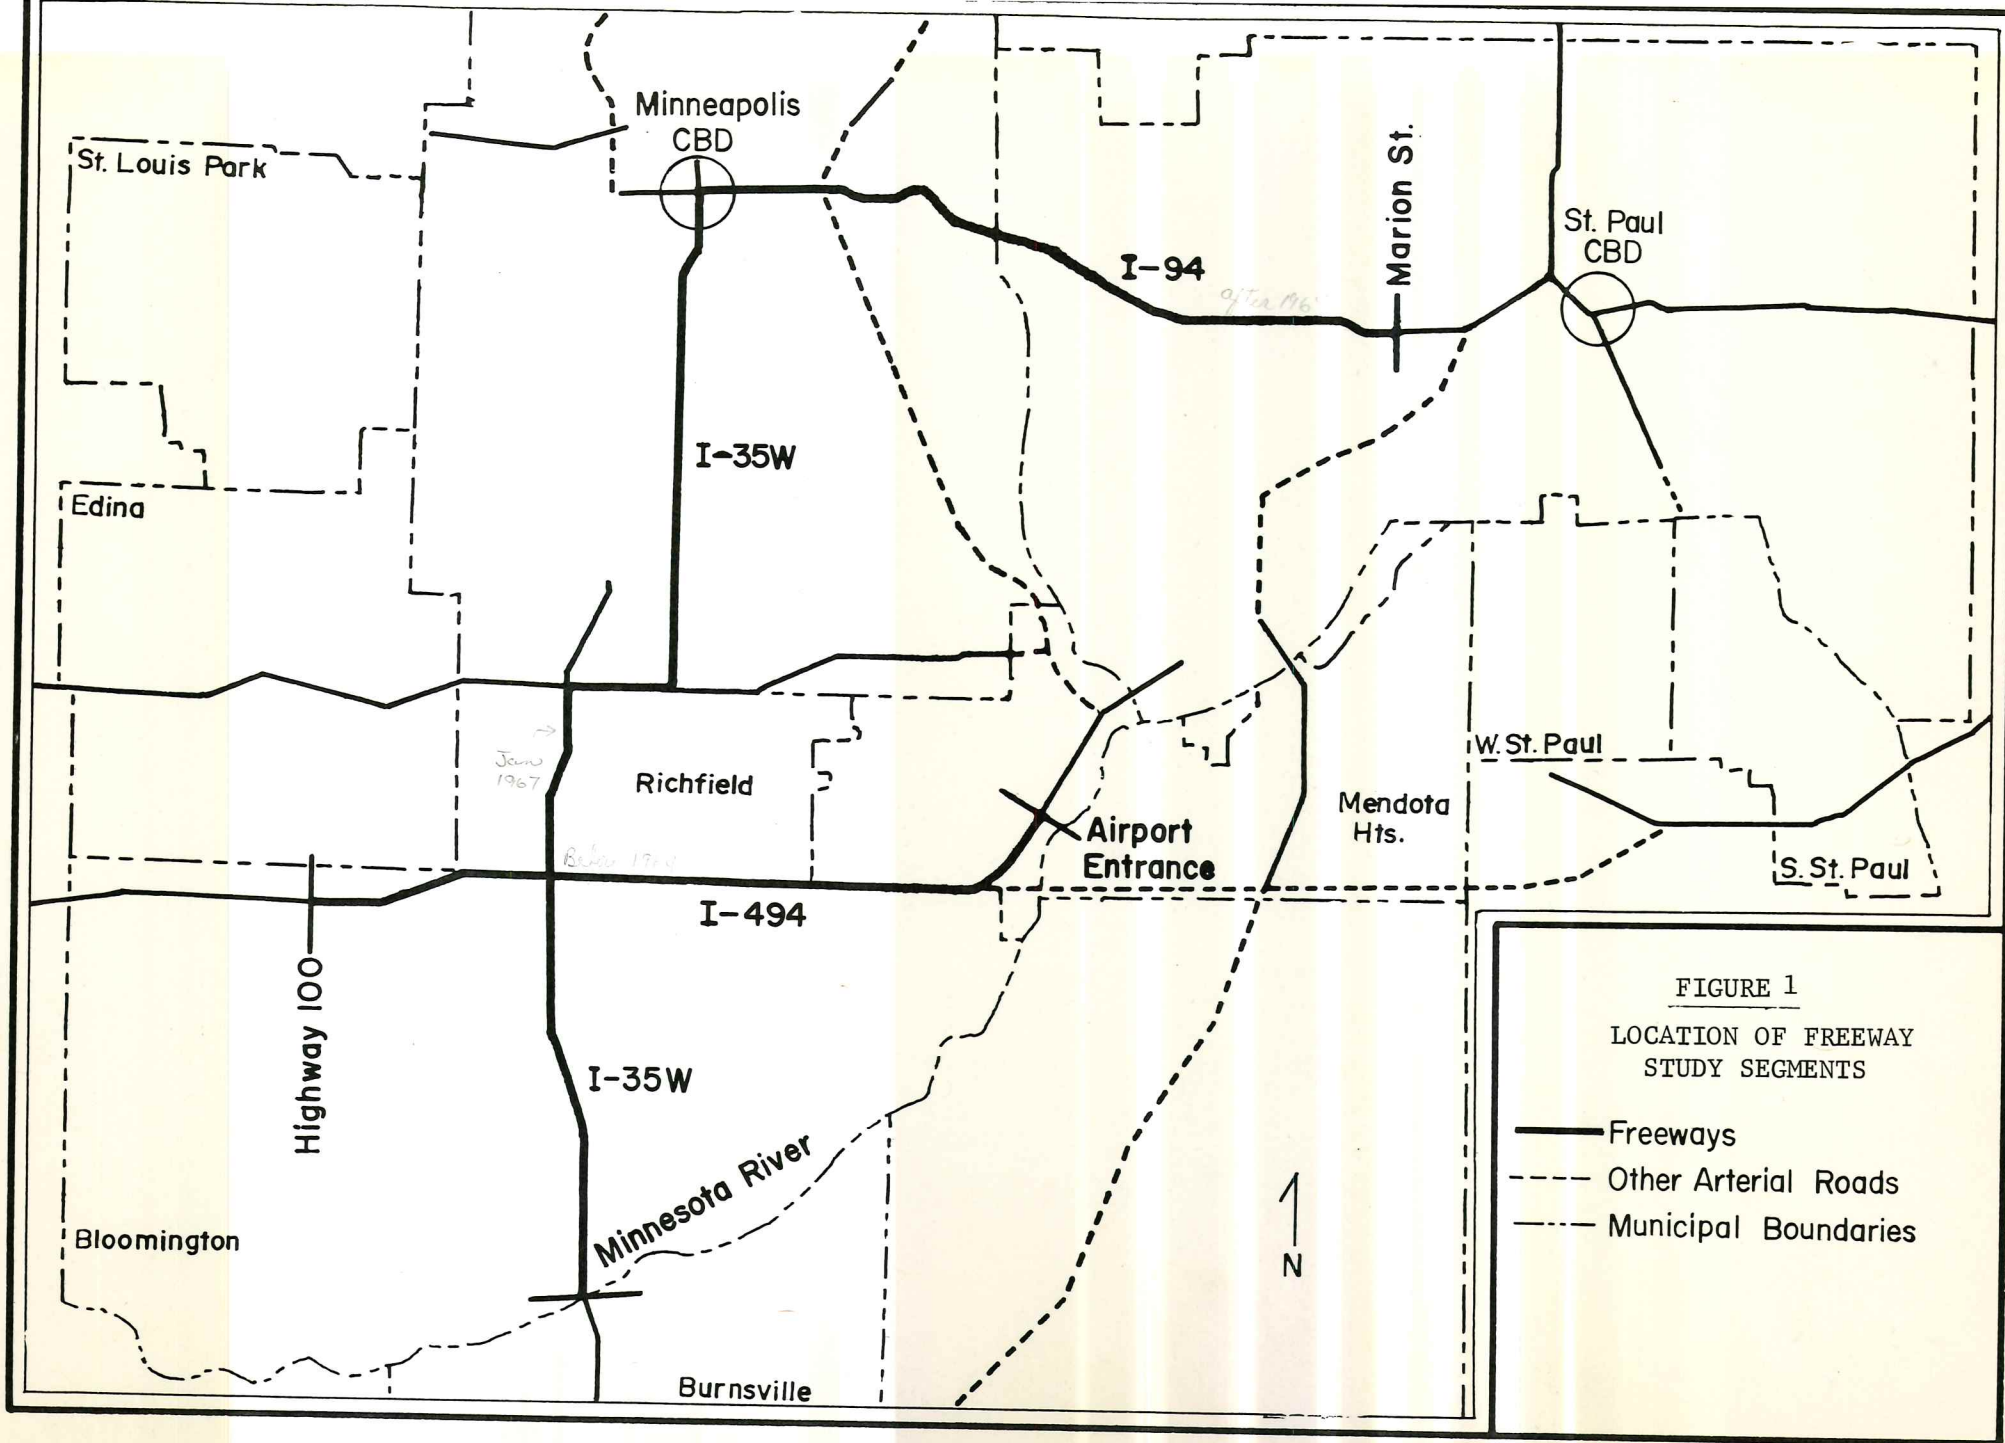 Minneapolis
CBD
St. Louis Park
Marion St.
St. Paul
CBD
I-94
I-35W
Edina
Jan
1967
Richfield
W. St. Paul
Mendota
Hts.
Airport
Entrance
S. St. Paul
I-494
Highway 100
I-35W
Minnesota River
Bloomington
N
Burnsville
FIGURE 1
LOCATION OF FREEWAY
STUDY SEGMENTS
Freeways
Other Arterial Roads
Municipal Boundaries